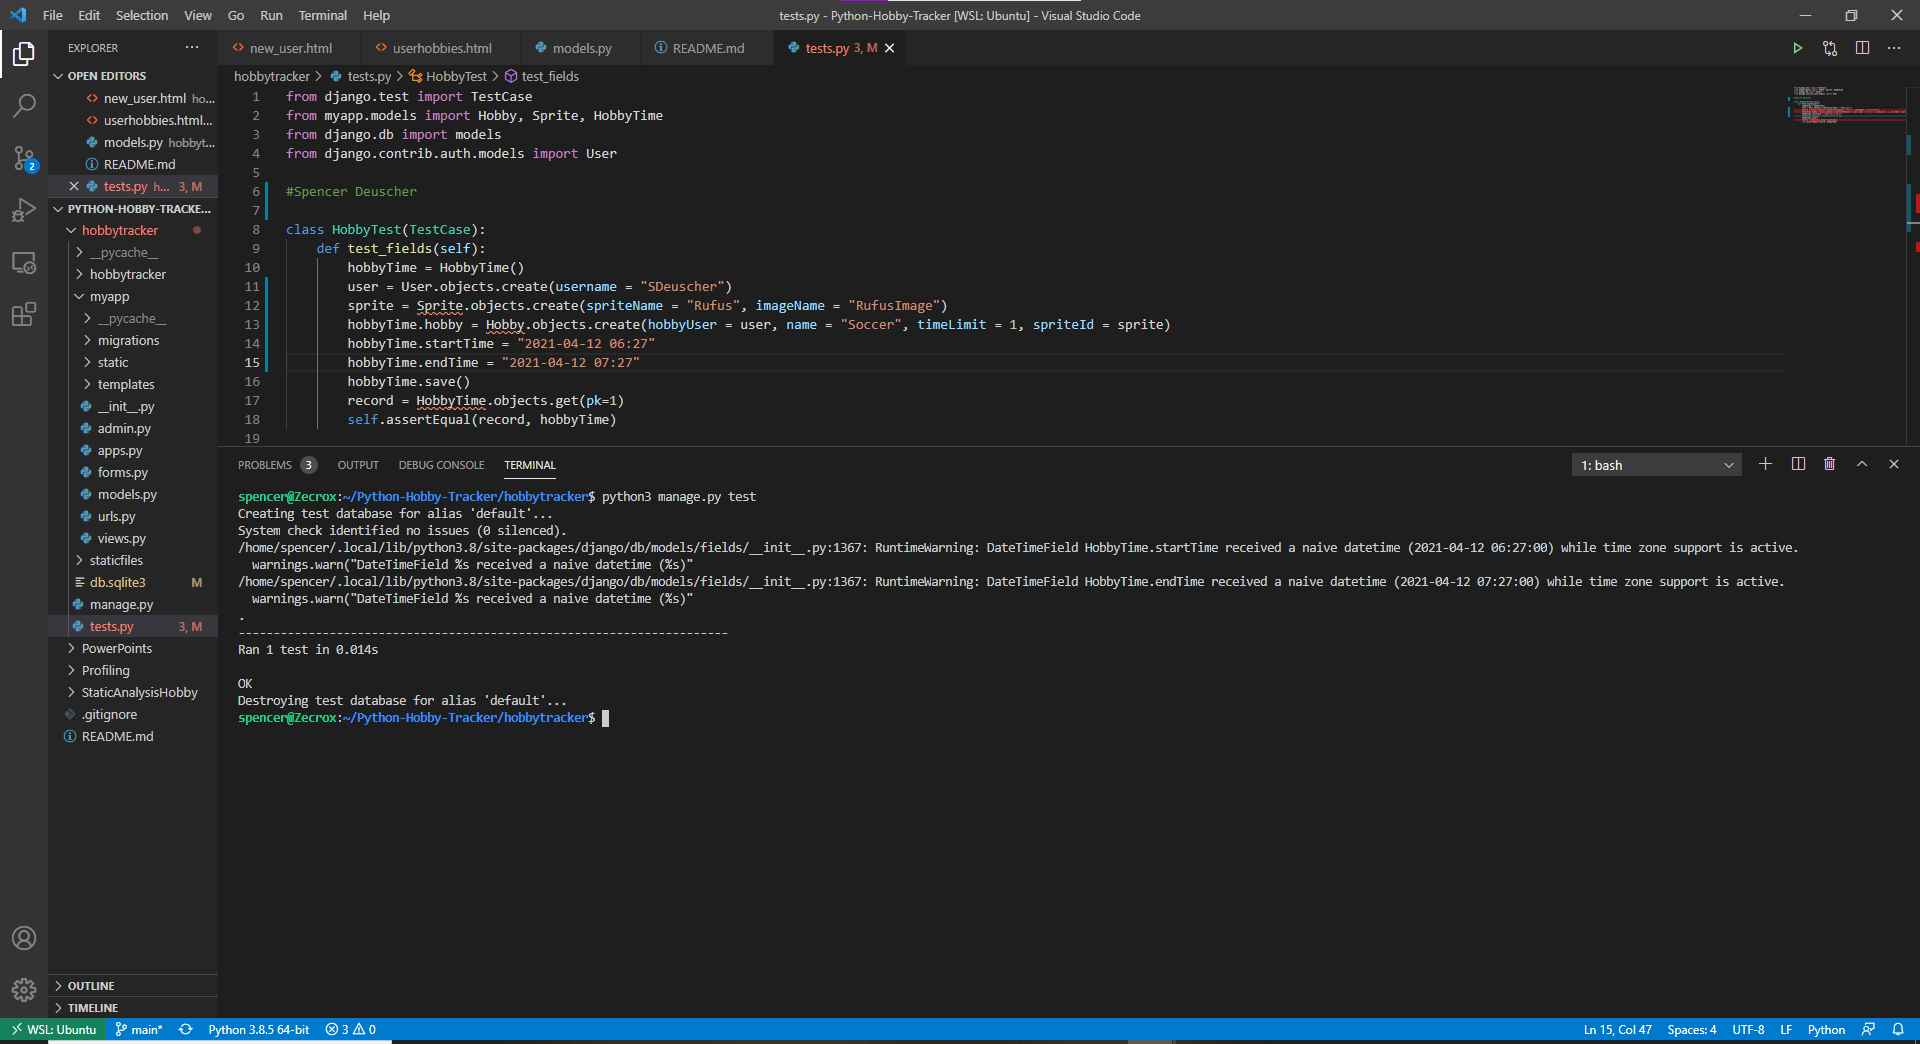 File Edit Selection View Go Run Terminal Help
tests.py - Python-Hobby-Tracker [WSL: Ubuntu] - Visual Studio Code
EXPLORER
OPEN EDITORS
new_user.html ho...
userhobbies.html...
models.py hobbyt...
README.md
tests.py h... 3, M
PYTHON-HOBBY-TRACKE...
hobbytracker
__pycache__
hobbytracker
myapp
__pycache__
migrations
static
templates
__init__.py
admin.py
apps.py
forms.py
models.py
urls.py
views.py
staticfiles
db.sqlite3 M
manage.py
tests.py 3, M
PowerPoints
Profiling
StaticAnalysisHobby
.gitignore
README.md
OUTLINE
TIMELINE
2
new_user.html userhobbies.html models.py README.md tests.py 3, M
hobbytracker > tests.py > HobbyTest > test_fields
1 from django.test import TestCase
2 from myapp.models import Hobby, Sprite, HobbyTime
3 from django.db import models
4 from django.contrib.auth.models import User
5
6 #Spencer Deuscher
7
8 class HobbyTest(TestCase):
9 def test_fields(self):
10 hobbyTime = HobbyTime()
11 user = User.objects.create(username = "SDeuscher")
12 sprite = Sprite.objects.create(spriteName = "Rufus", imageName = "RufusImage")
13 hobbyTime.hobby = Hobby.objects.create(hobbyUser = user, name = "Soccer", timeLimit = 1, spriteId = sprite)
14 hobbyTime.startTime = "2021-04-12 06:27"
15 hobbyTime.endTime = "2021-04-12 07:27"
16 hobbyTime.save()
17 record = HobbyTime.objects.get(pk=1)
18 self.assertEqual(record, hobbyTime)
19
PROBLEMS 3 OUTPUT DEBUG CONSOLE TERMINAL 1: bash
spencer@Zecrox:~/Python-Hobby-Tracker/hobbytracker$ python3 manage.py test
Creating test database for alias 'default'...
System check identified no issues (0 silenced).
/home/spencer/.local/lib/python3.8/site-packages/django/db/models/fields/__init__.py:1367: RuntimeWarning: DateTimeField HobbyTime.startTime received a naive datetime (2021-04-12 06:27:00) while time zone support is active.
warnings.warn("DateTimeField %s received a naive datetime (%s)"
/home/spencer/.local/lib/python3.8/site-packages/django/db/models/fields/__init__.py:1367: RuntimeWarning: DateTimeField HobbyTime.endTime received a naive datetime (2021-04-12 07:27:00) while time zone support is active.
warnings.warn("DateTimeField %s received a naive datetime (%s)"
.
----------------------------------------------------------------------
Ran 1 test in 0.014s
OK
Destroying test database for alias 'default'...
spencer@Zecrox:~/Python-Hobby-Tracker/hobbytracker$
WSL: Ubuntu main* Python 3.8.5 64-bit 3 0 Ln 15, Col 47 Spaces: 4 UTF-8 LF Python